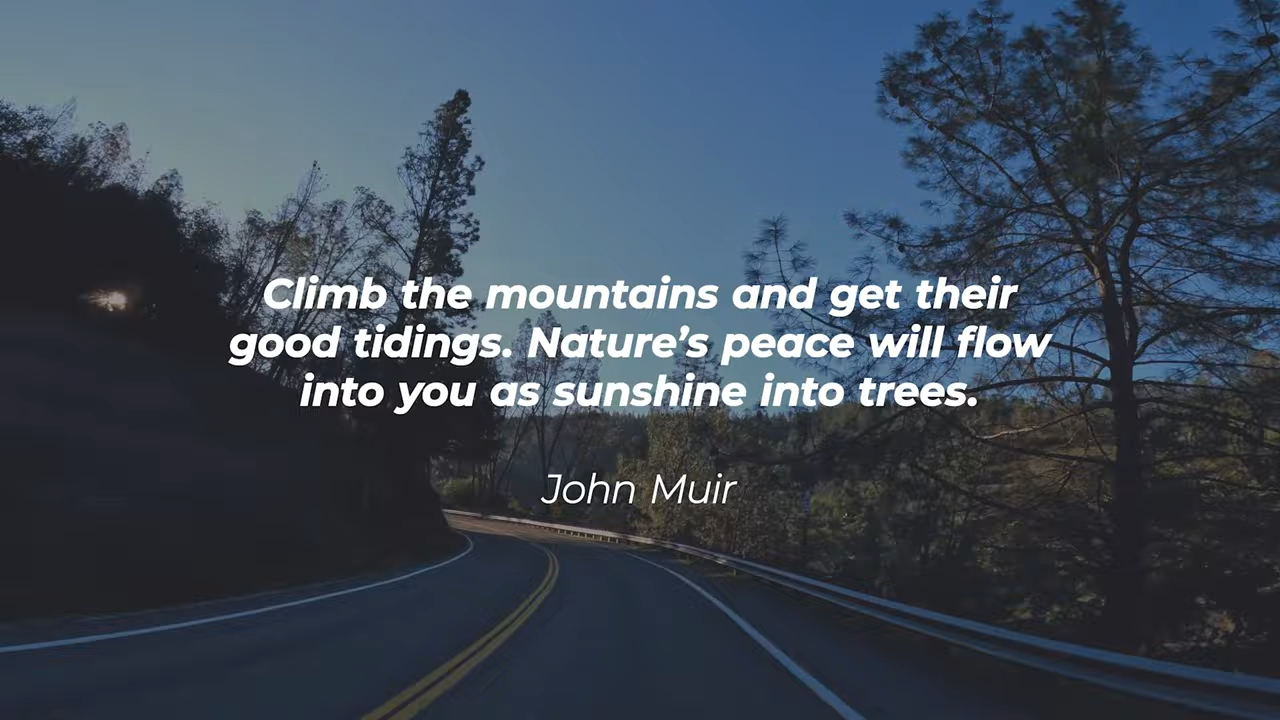 Climb the mountains and get their
good tidings. Nature’s peace will flow
into you as sunshine into trees.
John Muir